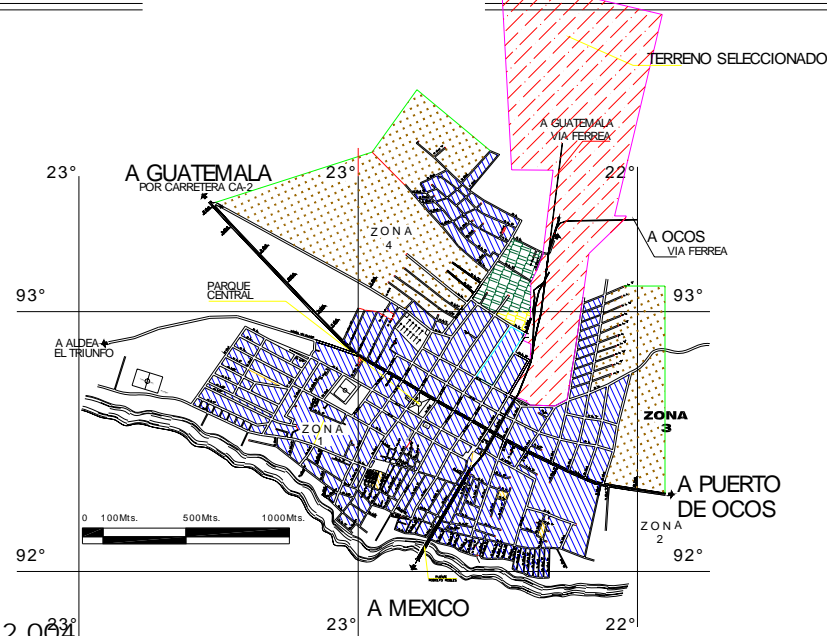 TERRENO SELECCIONADO
A GUATEMALA
VIA FERREA
23°
A GUATEMALA
POR CARRETERA CA-2
23°
22°
ZONA
4
A OCOS
VIA FERREA
PARQUE
CENTRAL
93°
93°
A ALDEA
EL TRIUNFO
ZONA
3
ZONA
1
A PUERTO
DE OCOS
0 100Mts. 500Mts. 1000Mts.
ZONA
2
92°
92°
A MEXICO
2,004
23°
23°
22°